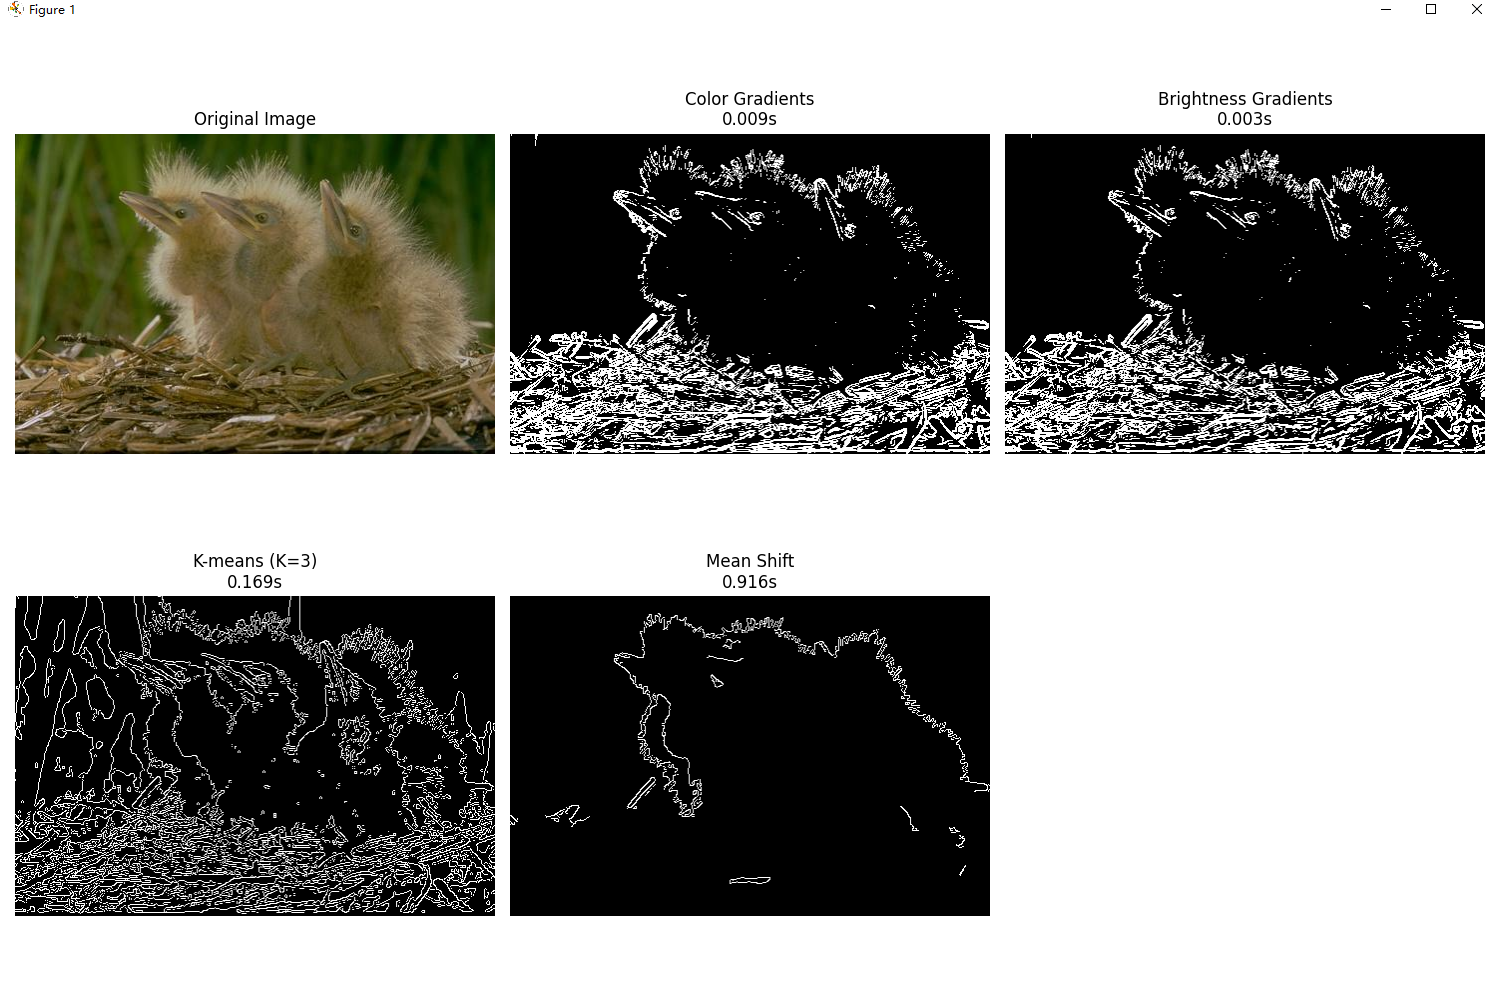 Figure 1
Original Image
Color Gradients
0.009s
Brightness Gradients
0.003s
K-means (K=3)
0.169s
Mean Shift
0.916s